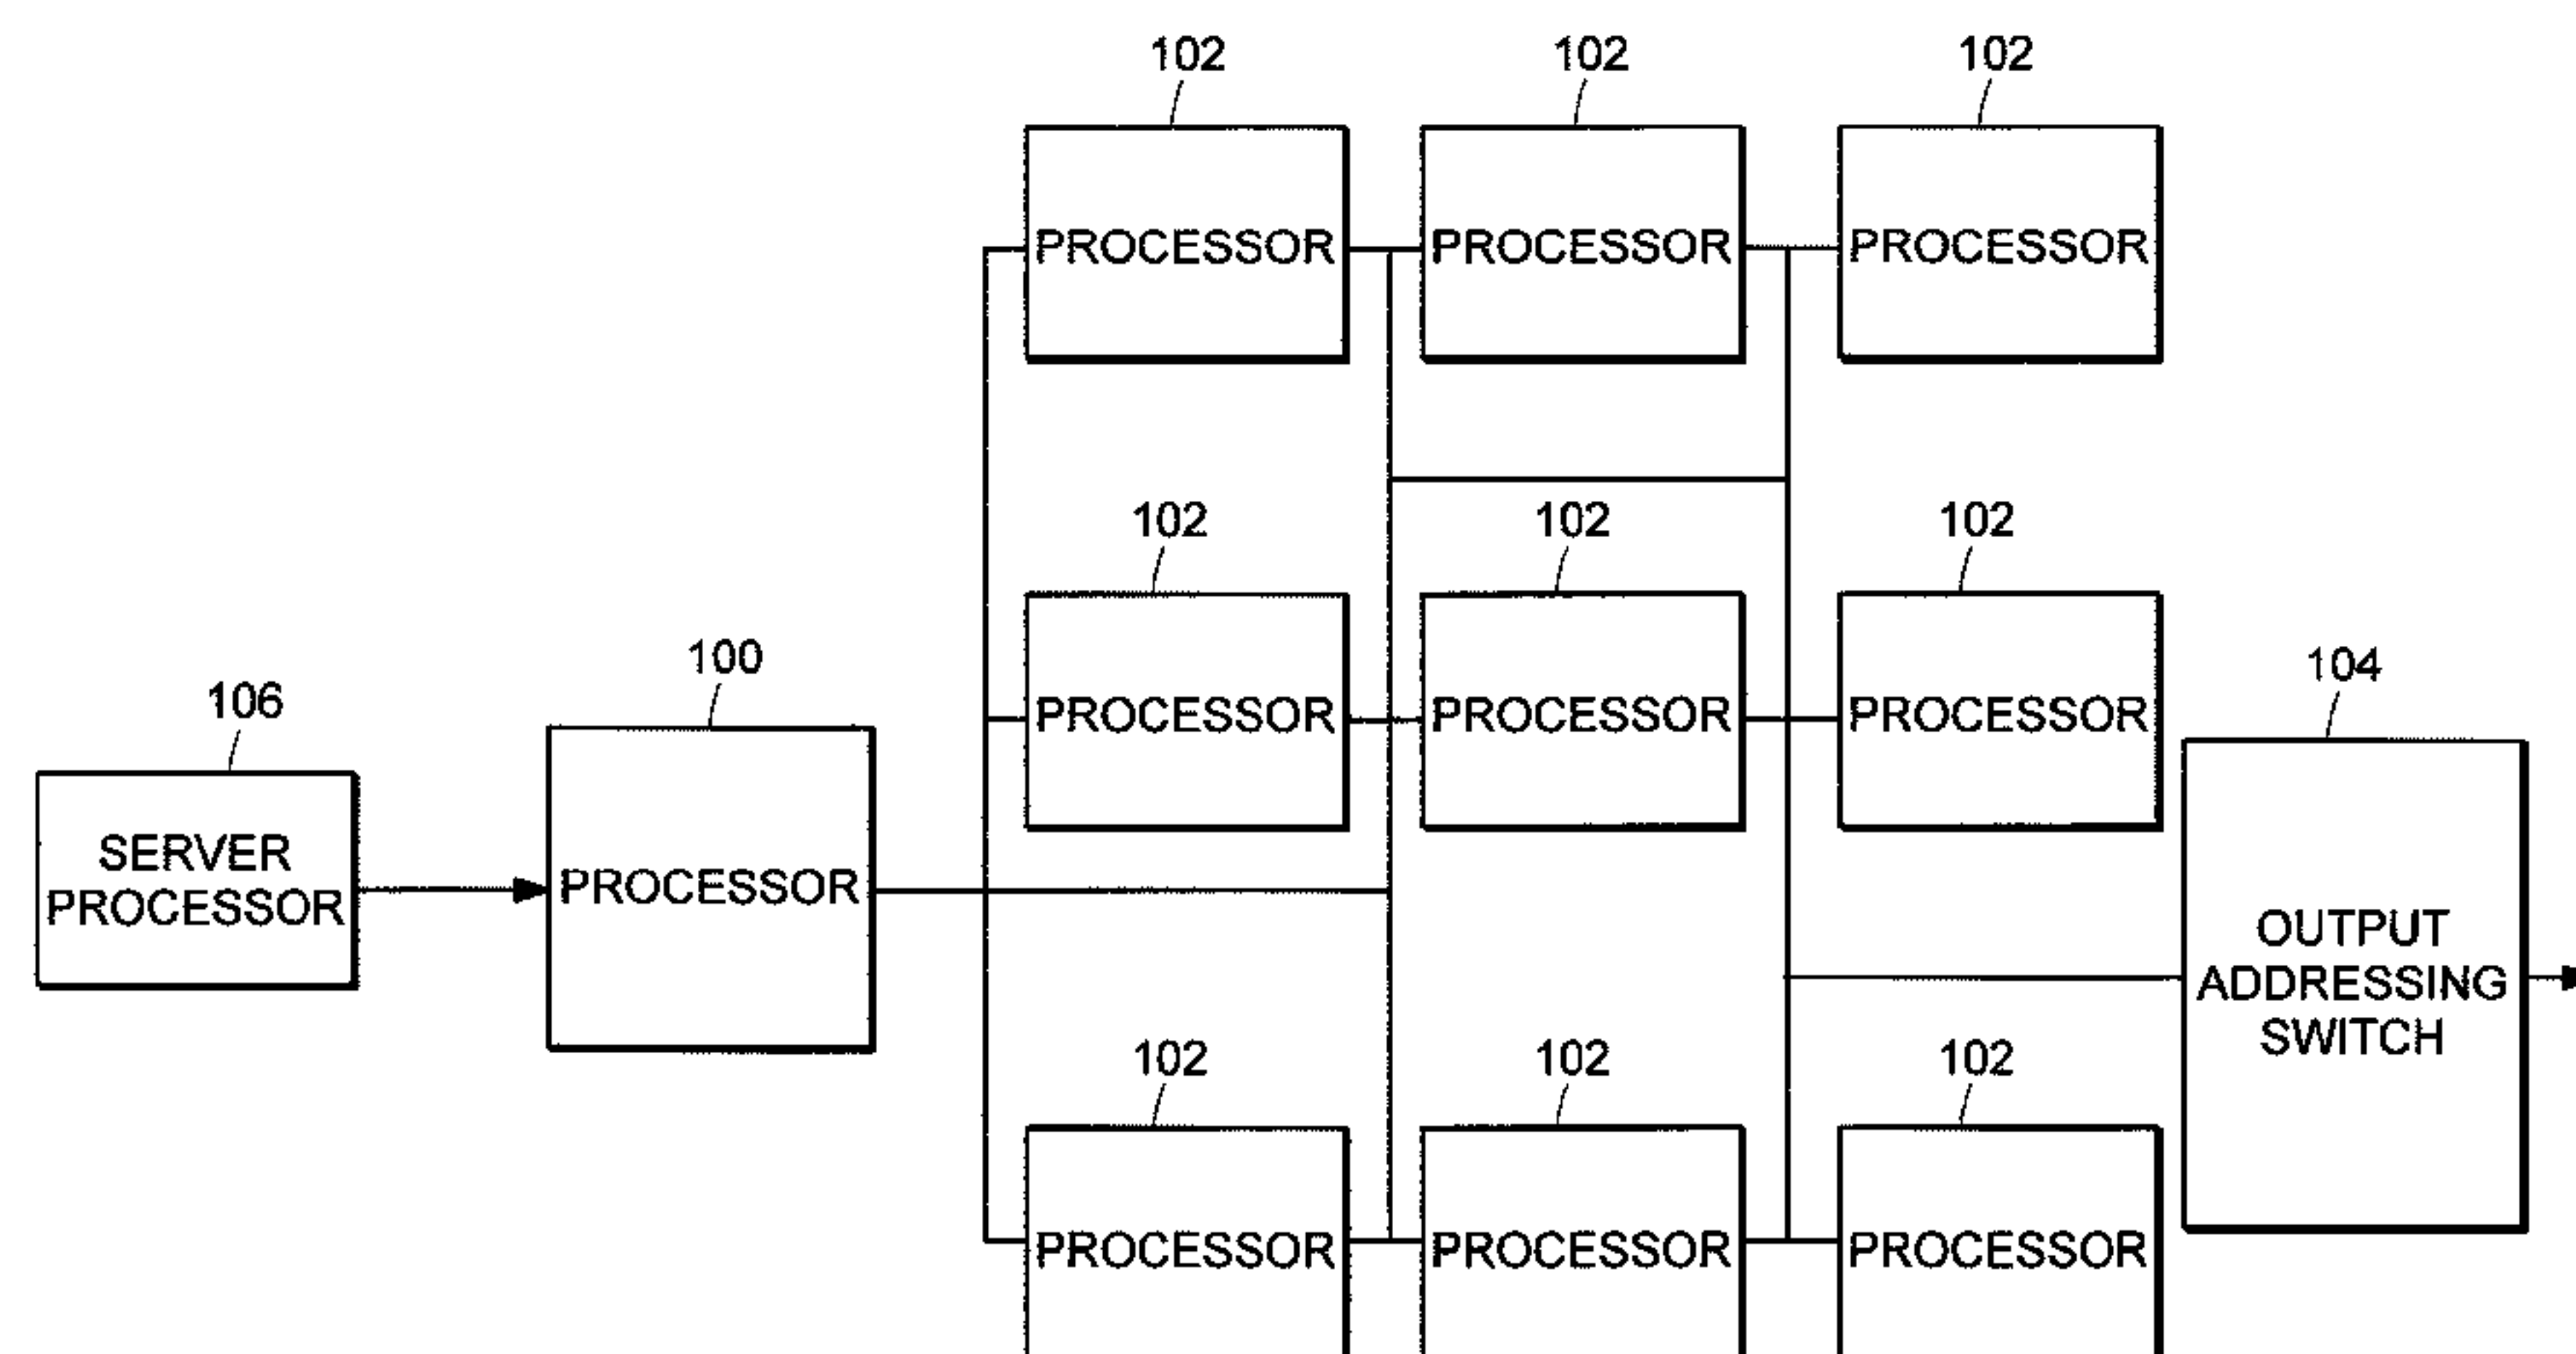 102 102 102
PROCESSOR PROCESSOR PROCESSOR
102 102 102
PROCESSOR PROCESSOR PROCESSOR
106
SERVER
PROCESSOR
100
PROCESSOR
104
OUTPUT
ADDRESSING
SWITCH
102 102 102
PROCESSOR PROCESSOR PROCESSOR